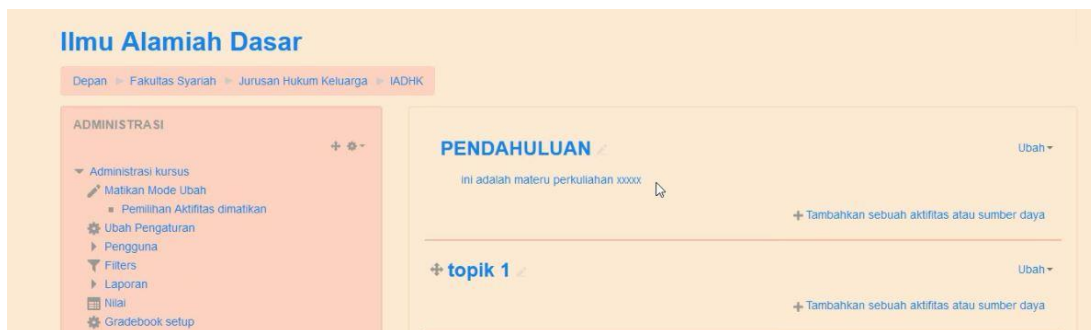 Ilmu Alamiah Dasar
Depan Fakultas Syariah Jurusan Hukum Keluarga IADHK
ADMINISTRASI
Administrasi kursus
Matikan Mode Ubah
Pemilihan Aktifitas dimatikan
Ubah Pengaturan
Pengguna
Filters
Laporan
Nilai
Gradebook setup
PENDAHULUAN
Ubah
ini adalah materu perkuliahan xxxxx
Tambahkan sebuah aktifitas atau sumber daya
topik 1
Ubah
Tambahkan sebuah aktifitas atau sumber daya